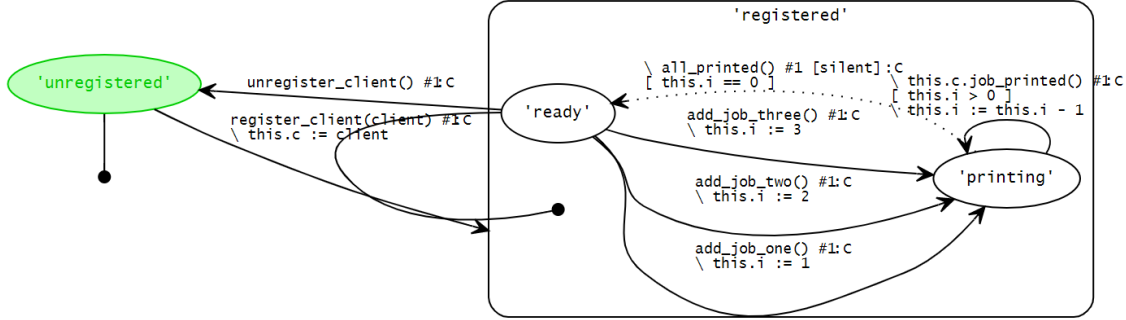 'registered'
'unregistered'
unregister_client() #1:C
register_client(client) #1:C
\ this.c := client
'ready'
\ all_printed() #1 [silent]:C
[ this.i == 0 ]
\ this.c.job_printed() #1:C
[ this.i > 0 ]
\ this.i := this.i - 1
add_job_three() #1:C
\ this.i := 3
'printing'
add_job_two() #1:C
\ this.i := 2
add_job_one() #1:C
\ this.i := 1